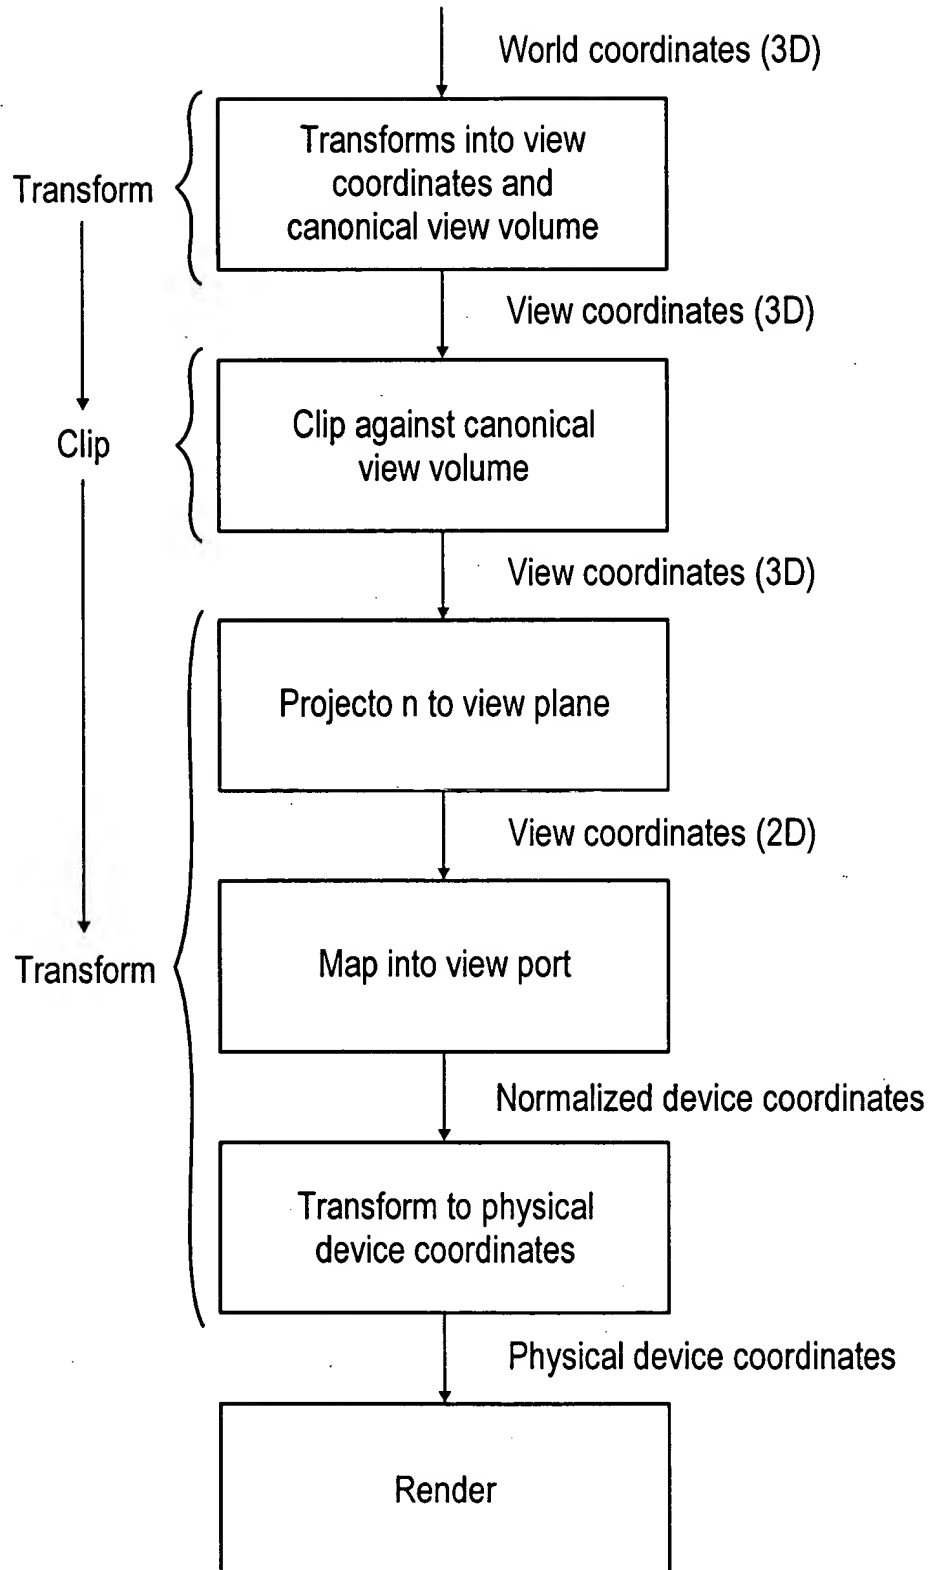 World coordinates (3D)
Transforms into view
coordinates and
canonical view volume
Transform
View coordinates (3D)
Clip against canonical
view volume
Clip
View coordinates (3D)
Projecto n to view plane
View coordinates (2D)
Map into view port
Transform
Normalized device coordinates
Transform to physical
device coordinates
Physical device coordinates
Render